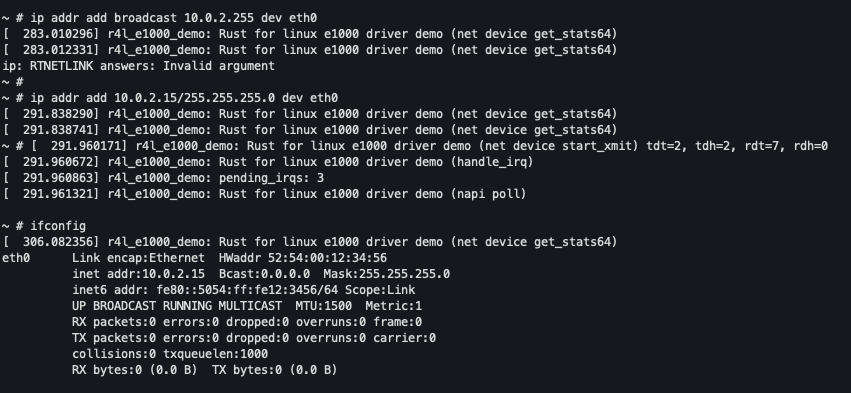 ~ # ip addr add broadcast 10.0.2.255 dev eth0
[  283.010296] r4l_e1000_demo: Rust for linux e1000 driver demo (net device get_stats64)
[  283.012331] r4l_e1000_demo: Rust for linux e1000 driver demo (net device get_stats64)
ip: RTNETLINK answers: Invalid argument
~ #
~ # ip addr add 10.0.2.15/255.255.255.0 dev eth0
[  291.838290] r4l_e1000_demo: Rust for linux e1000 driver demo (net device get_stats64)
[  291.838741] r4l_e1000_demo: Rust for linux e1000 driver demo (net device get_stats64)
~ # [  291.960171] r4l_e1000_demo: Rust for linux e1000 driver demo (net device start_xmit) tdt=2, tdh=2, rdt=7, rdh=0
[  291.960672] r4l_e1000_demo: Rust for linux e1000 driver demo (handle_irq)
[  291.960863] r4l_e1000_demo: pending_irqs: 3
[  291.961321] r4l_e1000_demo: Rust for linux e1000 driver demo (napi poll)
~ # ifconfig
[  306.082356] r4l_e1000_demo: Rust for linux e1000 driver demo (net device get_stats64)
eth0      Link encap:Ethernet  HWaddr 52:54:00:12:34:56
          inet addr:10.0.2.15  Bcast:0.0.0.0  Mask:255.255.255.0
          inet6 addr: fe80::5054:ff:fe12:3456/64 Scope:Link
          UP BROADCAST RUNNING MULTICAST  MTU:1500  Metric:1
          RX packets:0 errors:0 dropped:0 overruns:0 frame:0
          TX packets:0 errors:0 dropped:0 overruns:0 carrier:0
          collisions:0 txqueuelen:1000
          RX bytes:0 (0.0 B)  TX bytes:0 (0.0 B)